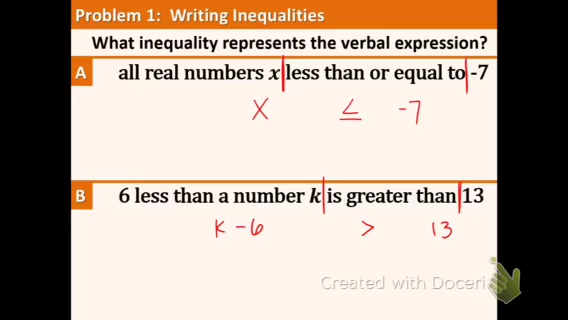 Problem 1: Writing Inequalities
What inequality represents the verbal expression?
A all real numbers x less than or equal to -7
x ≤ -7
B 6 less than a number k is greater than 13
k - 6 > 13
Created with Doceri